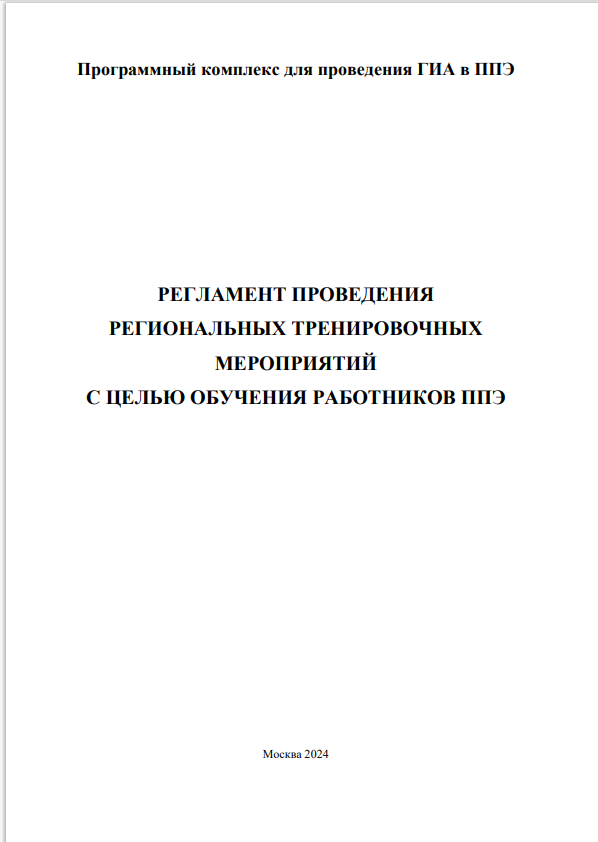 Программный комплекс для проведения ГИА в ППЭ
РЕГЛАМЕНТ ПРОВЕДЕНИЯ
РЕГИОНАЛЬНЫХ ТРЕНИРОВОЧНЫХ
МЕРОПРИЯТИЙ
С ЦЕЛЬЮ ОБУЧЕНИЯ РАБОТНИКОВ ППЭ
Москва 2024